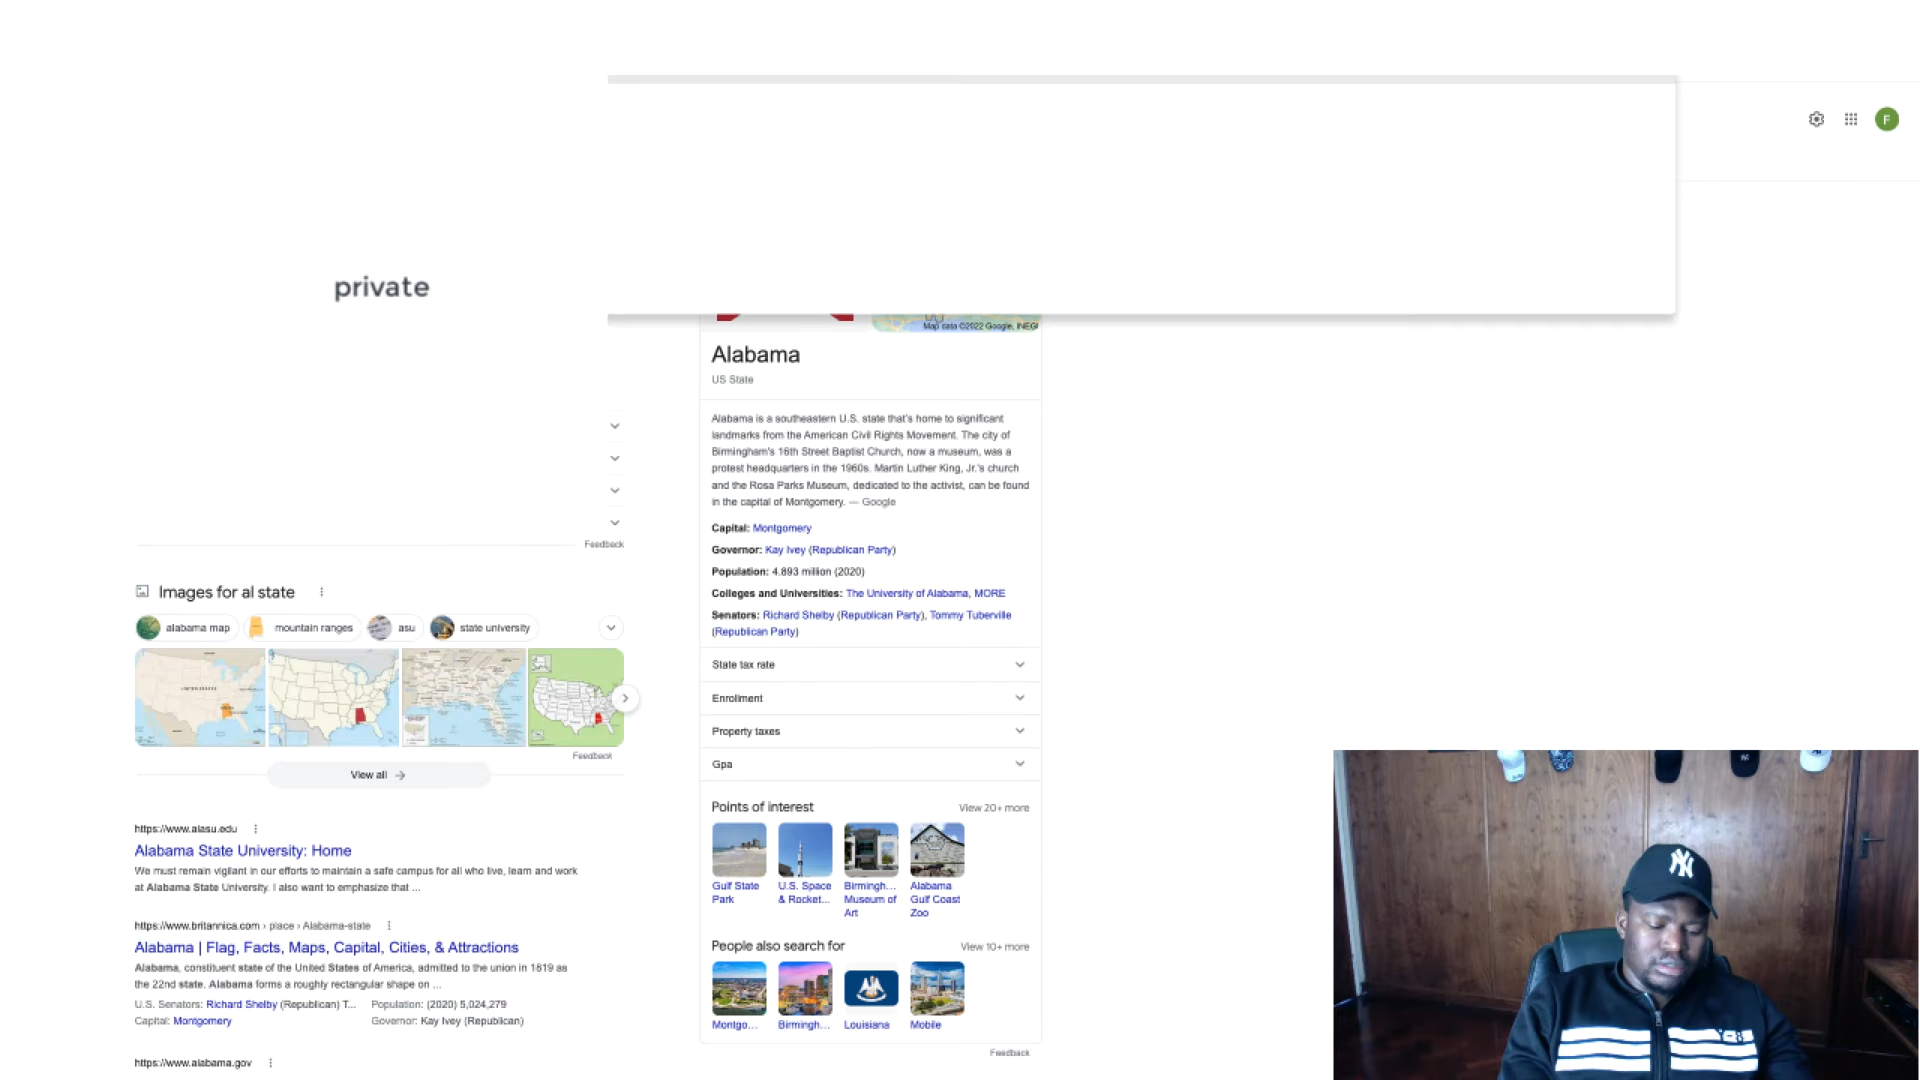 F
private
Map data ©2022 Google, INEGI
Alabama
US State
Alabama is a southeastern U.S. state that's home to significant
landmarks from the American Civil Rights Movement. The city of
Birmingham's 16th Street Baptist Church, now a museum, was a
protest headquarters in the 1960s. Martin Luther King, Jr.'s church
and the Rosa Parks Museum, dedicated to the activist, can be found
in the capital of Montgomery. — Google
Capital: Montgomery
Governor: Kay Ivey (Republican Party)
Population: 4.893 million (2020)
Colleges and Universities: The University of Alabama, MORE
Senators: Richard Shelby (Republican Party), Tommy Tuberville
(Republican Party)
State tax rate
Enrollment
Property taxes
Gpa
Points of interest View 20+ more
Gulf State
Park
U.S. Space
& Rocket...
Birmingh...
Museum of
Art
Alabama
Gulf Coast
Zoo
People also search for View 10+ more
Montgo...
Birmingh...
Louisiana
Mobile
Feedback
Feedback
Images for al state
alabama map
mountain ranges
asu
state university
Feedback
View all
https://www.alasu.edu
Alabama State University: Home
We must remain vigilant in our efforts to maintain a safe campus for all who live, learn and work
at Alabama State University. I also want to emphasize that ...
https://www.britannica.com › place › Alabama-state
Alabama | Flag, Facts, Maps, Capital, Cities, & Attractions
Alabama, constituent state of the United States of America, admitted to the union in 1819 as
the 22nd state. Alabama forms a roughly rectangular shape on ...
U.S. Senators: Richard Shelby (Republican) T... Population: (2020) 5,024,279
Capital: Montgomery Governor: Kay Ivey (Republican)
https://www.alabama.gov
NY
Y-3